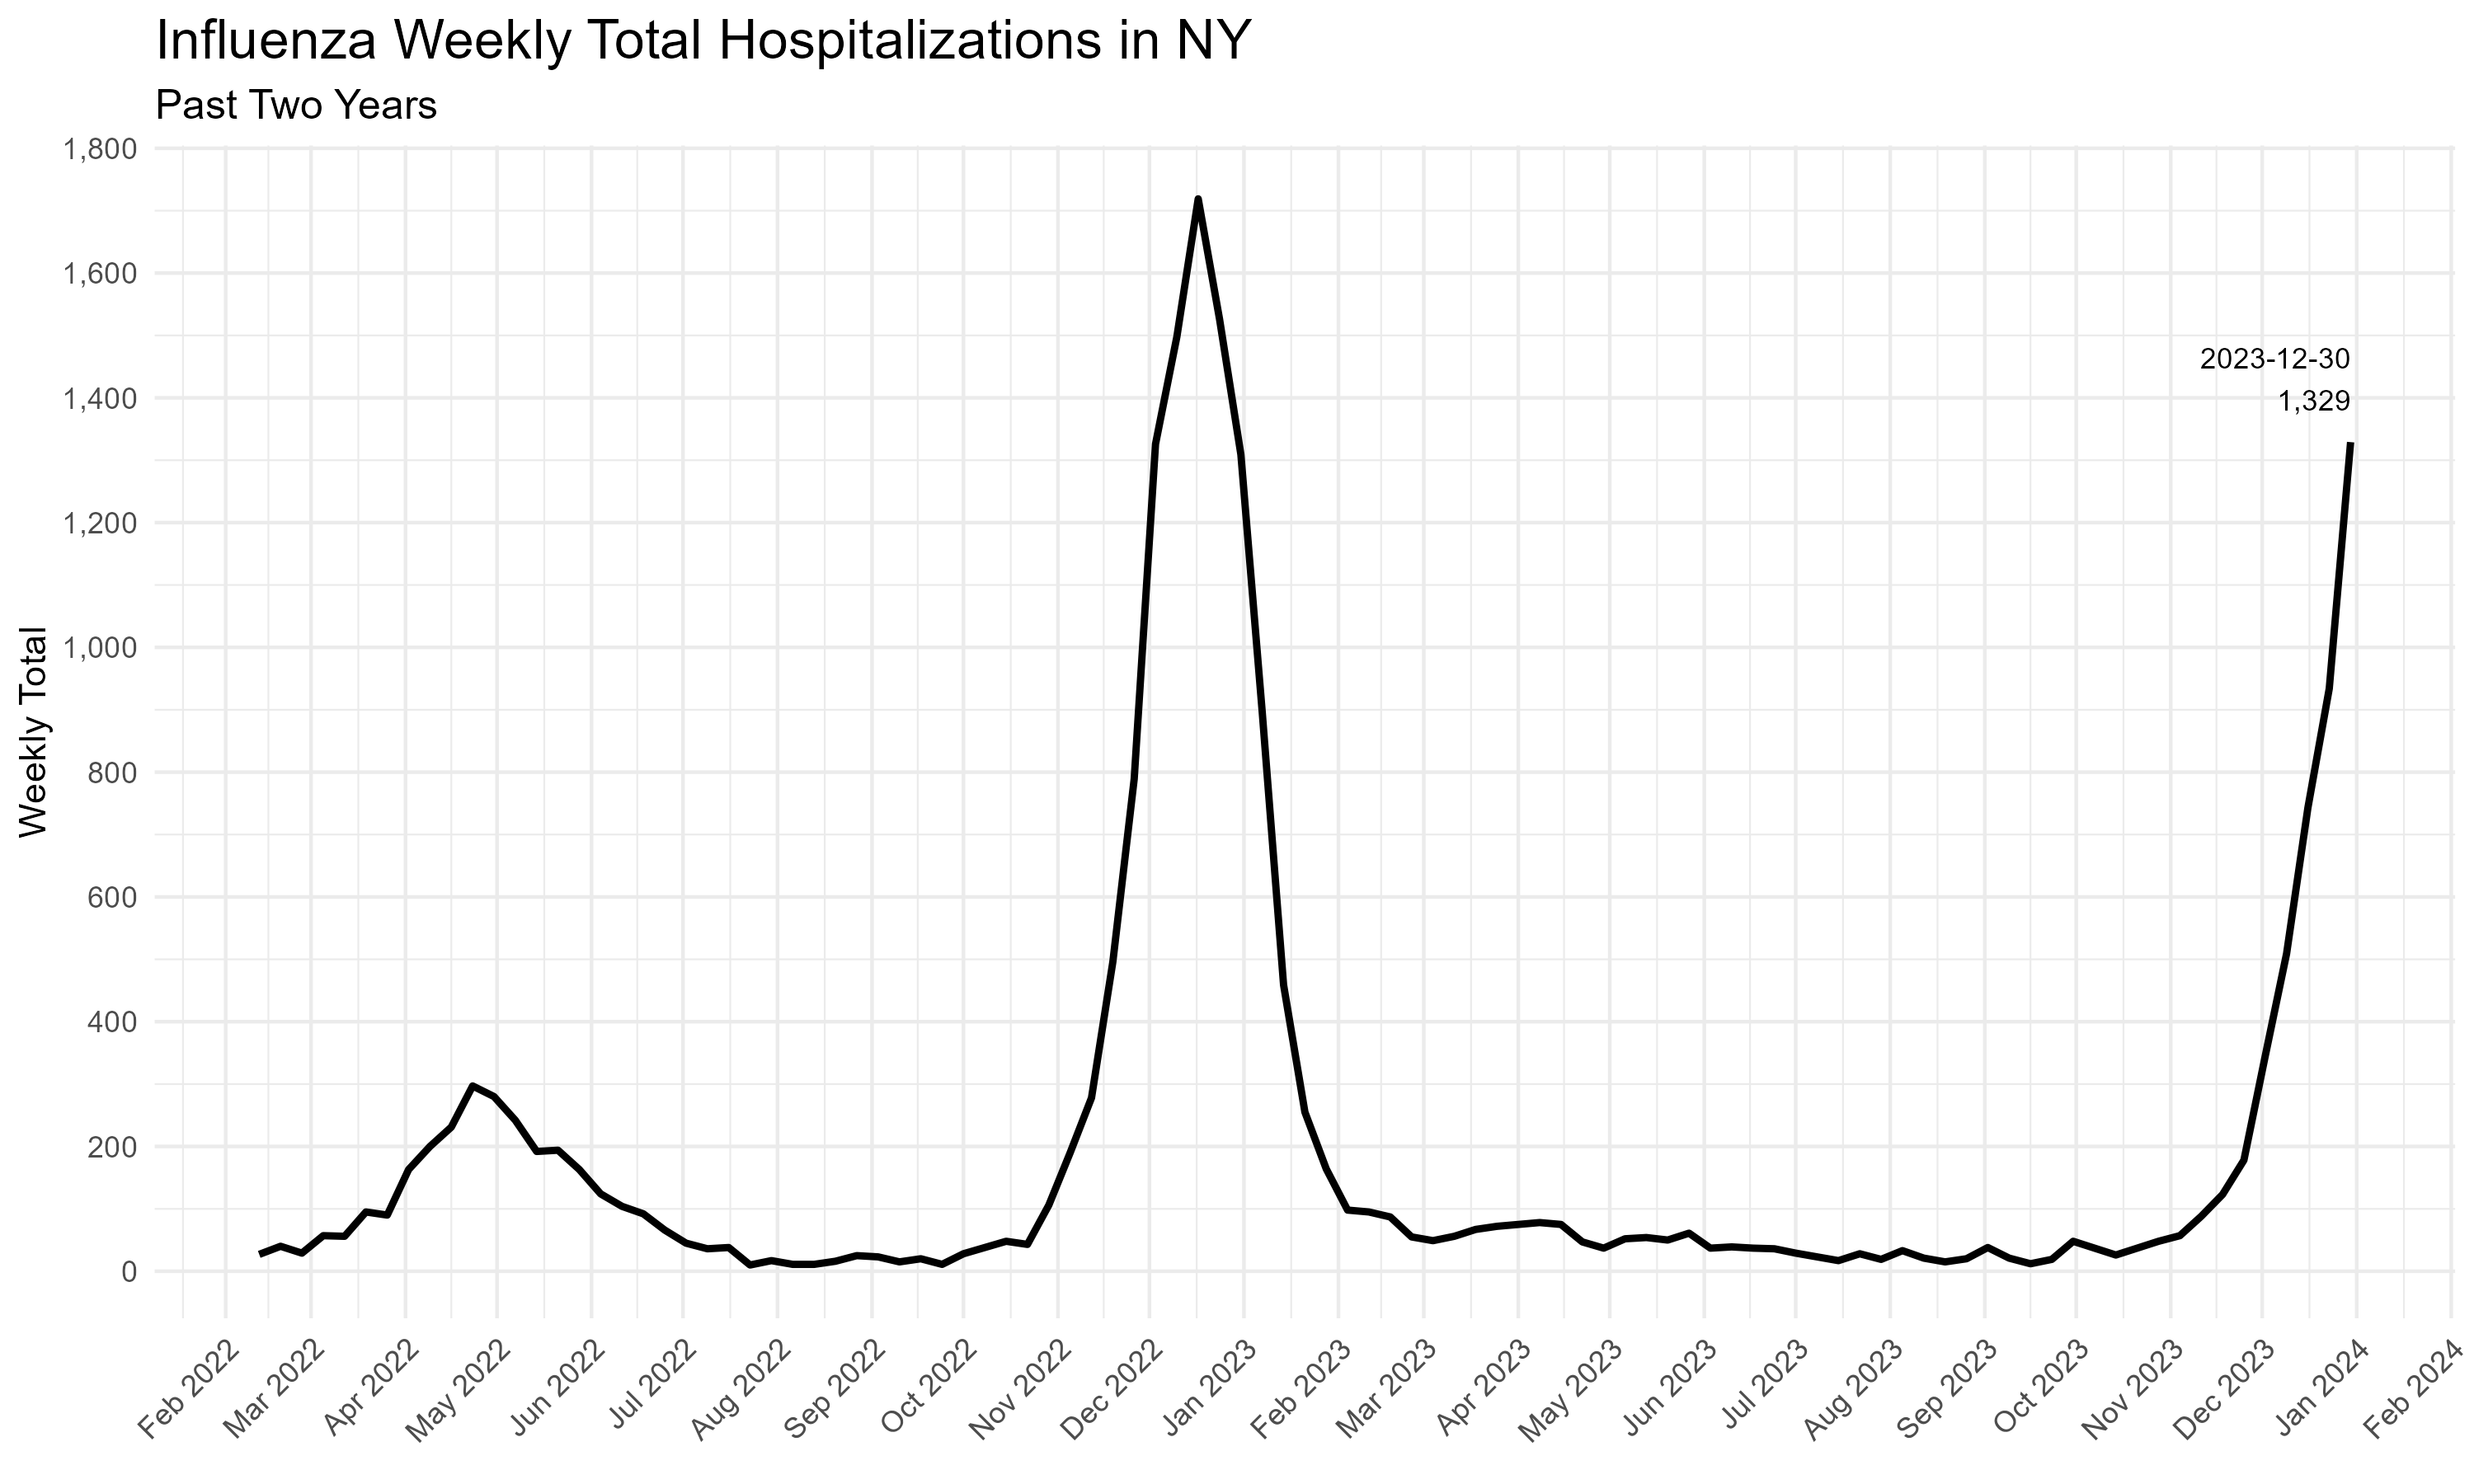 Influenza Weekly Total Hospitalizations in NY
Past Two Years
1,800
1,600
1,400
1,200
1,000
800
600
400
200
0
Weekly Total
2023-12-30
1,329
Feb 2022
Mar 2022
Apr 2022
May 2022
Jun 2022
Jul 2022
Aug 2022
Sep 2022
Oct 2022
Nov 2022
Dec 2022
Jan 2023
Feb 2023
Mar 2023
Apr 2023
May 2023
Jun 2023
Jul 2023
Aug 2023
Sep 2023
Oct 2023
Nov 2023
Dec 2023
Jan 2024
Feb 2024